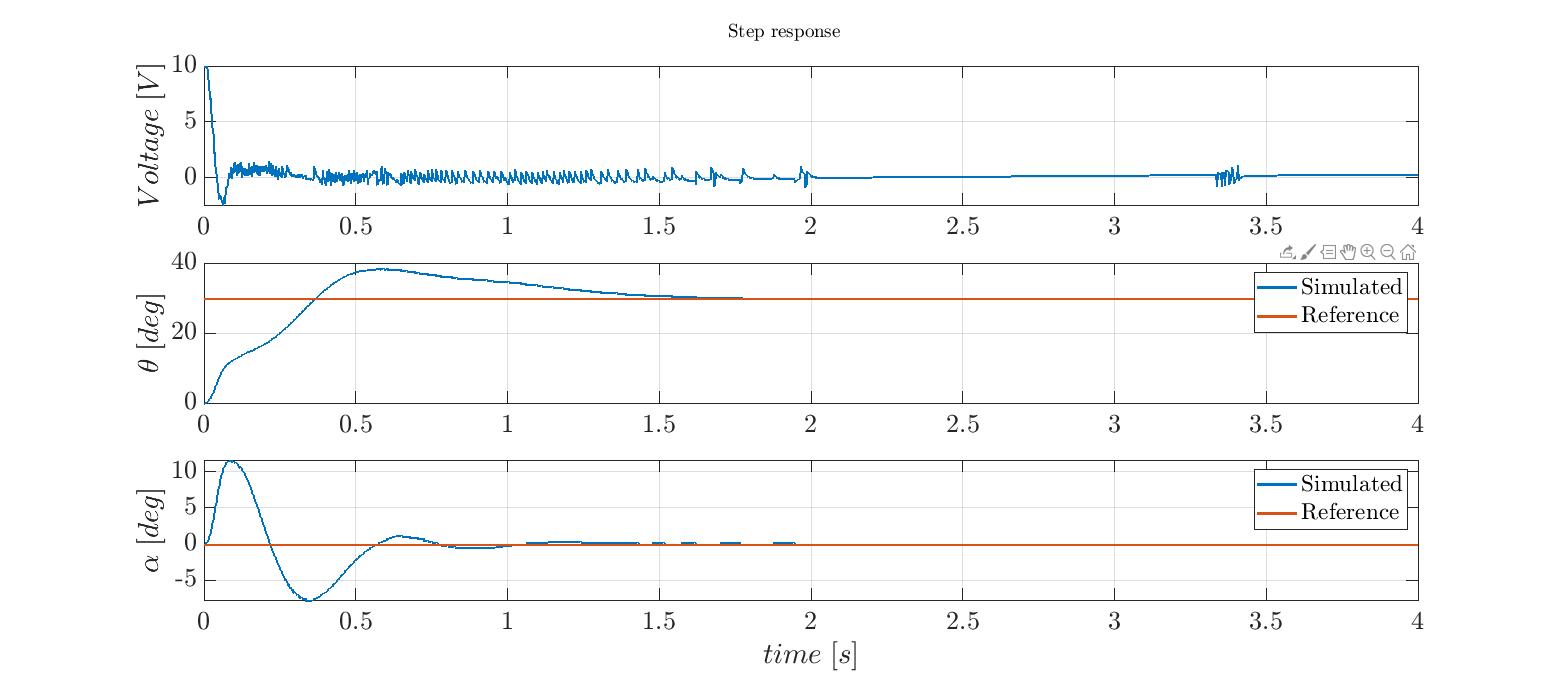 Step response
Voltage [V]
10
5
0
0 0.5 1 1.5 2 2.5 3 3.5 4
θ [deg]
40
20
0
Simulated
Reference
0 0.5 1 1.5 2 2.5 3 3.5 4
α [deg]
10
5
0
-5
Simulated
Reference
0 0.5 1 1.5 2 2.5 3 3.5 4
time [s]